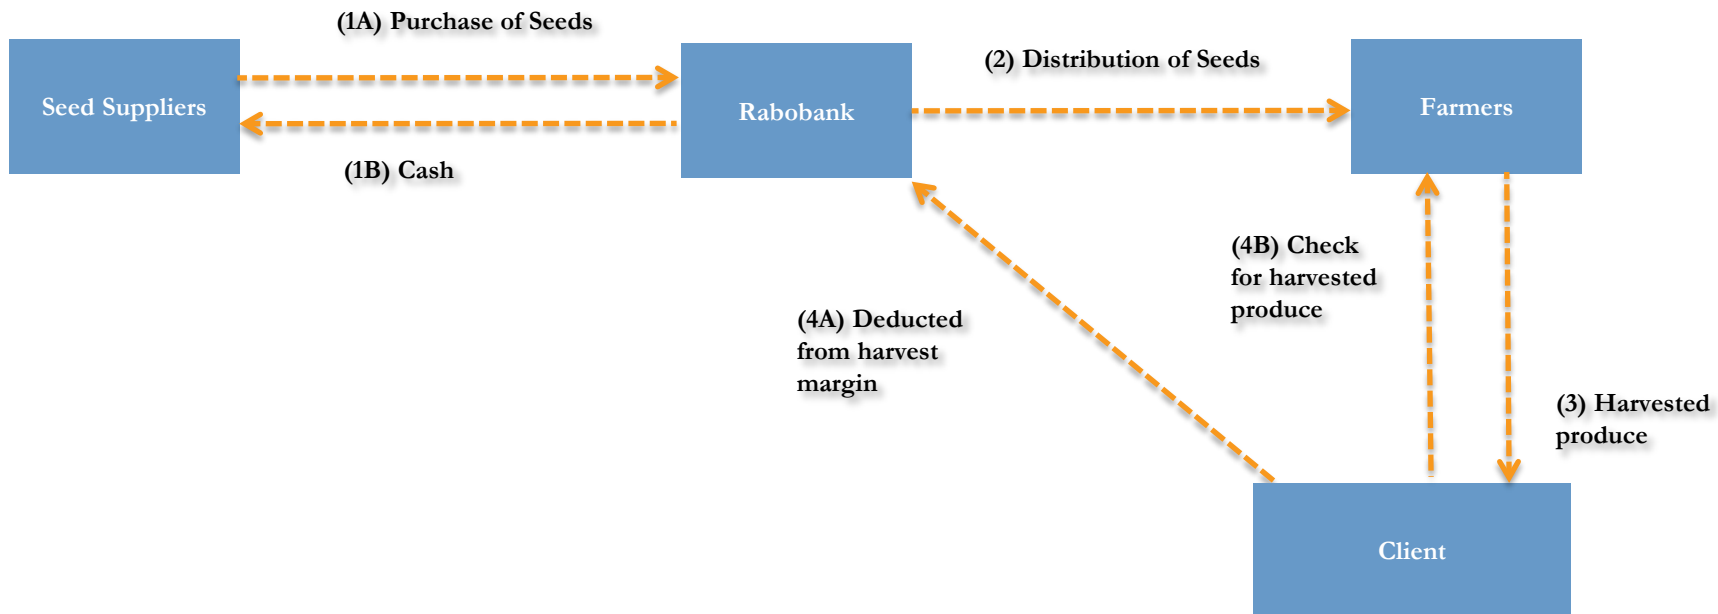 (1A) Purchase of Seeds
Seed Suppliers
Rabobank
(2) Distribution of Seeds
Farmers
(1B) Cash
(4B) Check
for harvested
produce
(4A) Deducted
from harvest
margin
(3) Harvested
produce
Client